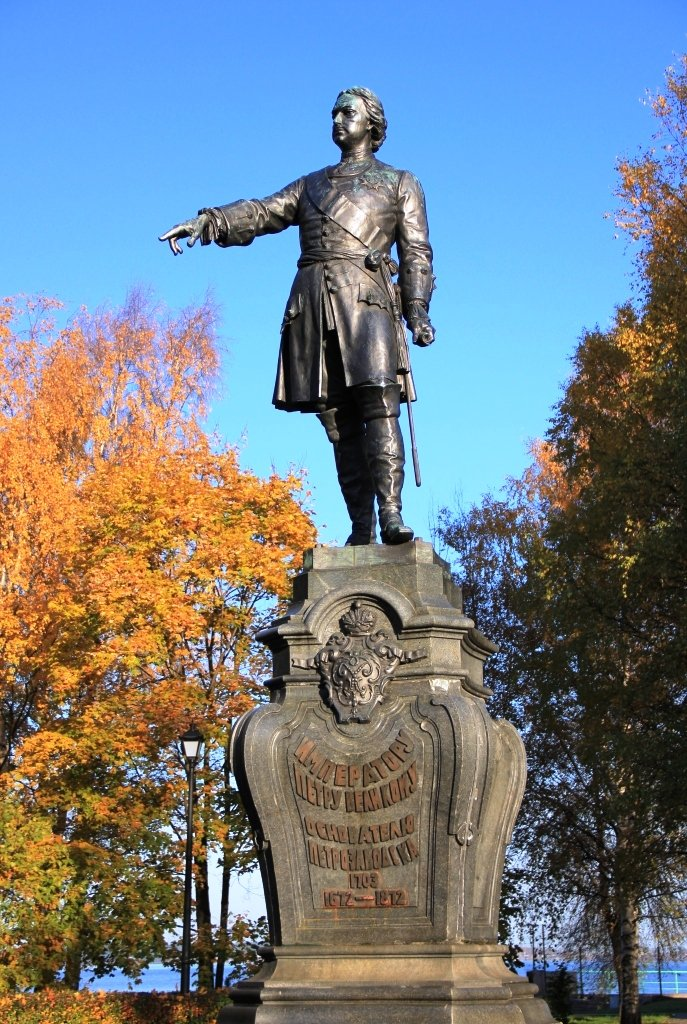 ИМПЕРАТОРУ
ПЕТРУ ВЕЛИКОМУ
ОСНОВАТЕЛЮ
ПЕТРОЗАВОДСКА
1703
1672—1872